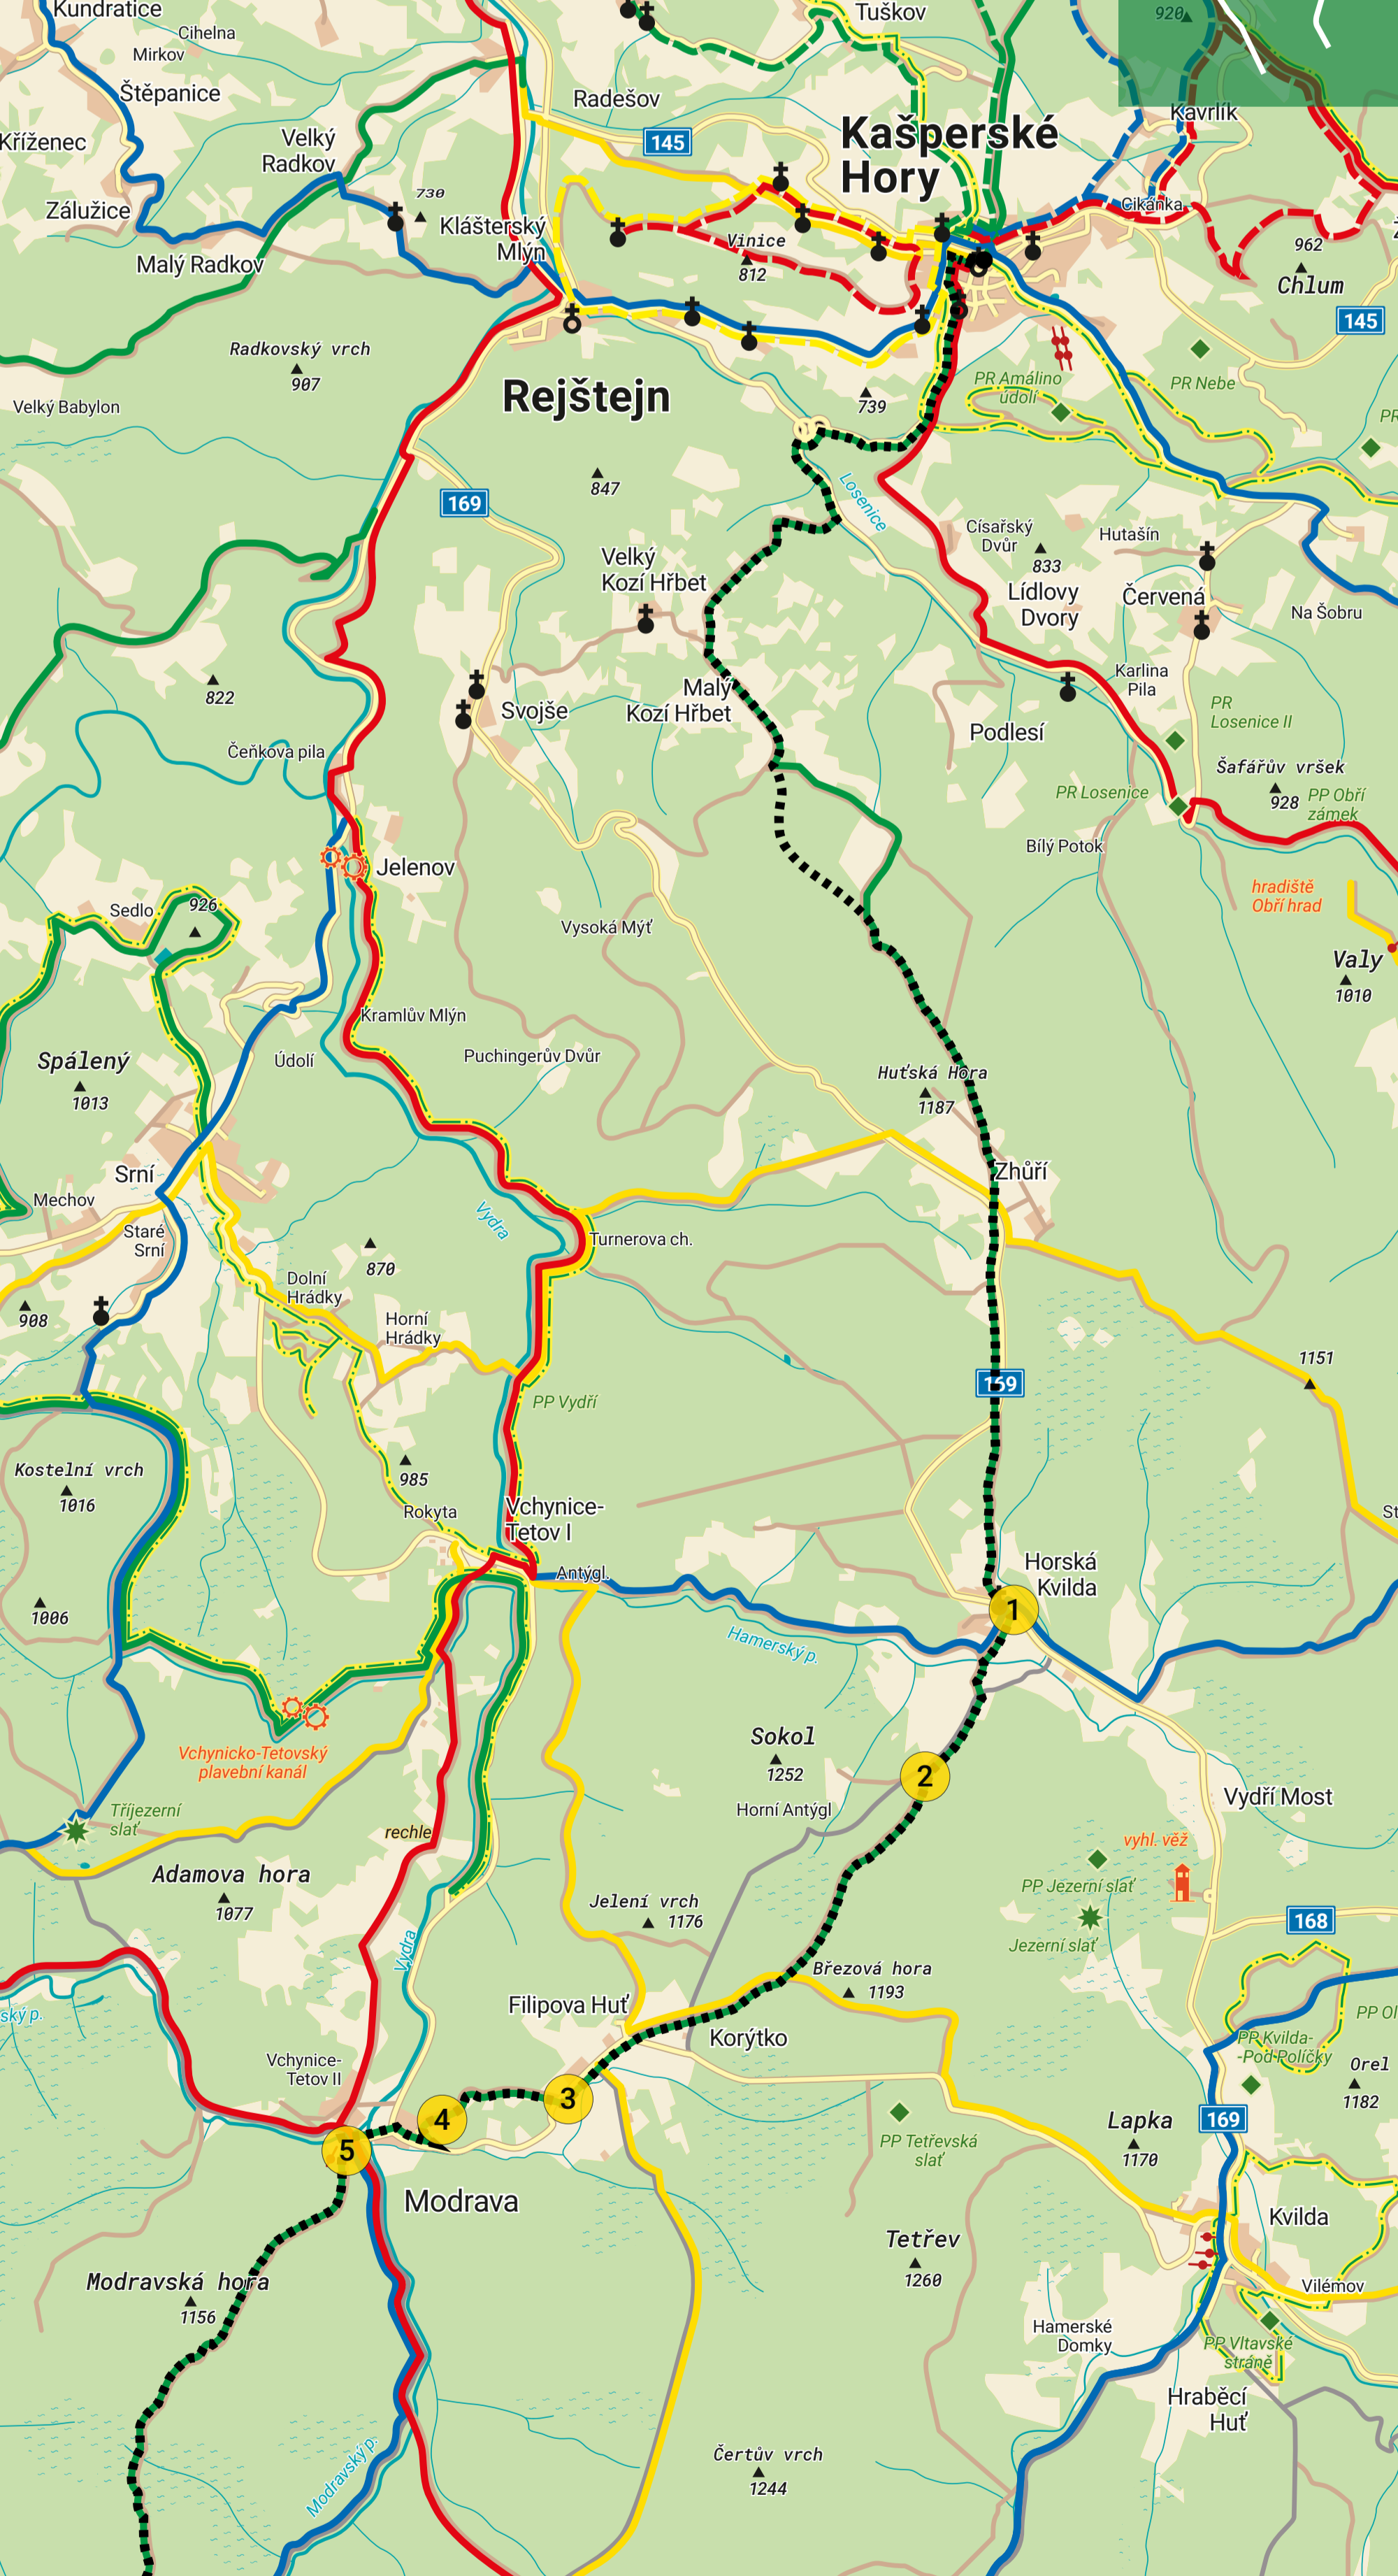 Kundratice
Cihelna
Mirkov
Štěpanice
Kříženec
Velký
Radkov
Zálužice
Malý Radkov
730
Klášterský
Mlýn
Radešov
Tuškov
145
Kašperské
Hory
920
Kavrlík
Cikánka
962
Chlum
145
Vinice
812
Radkovský vrch
907
Velký Babylon
Rejštejn
739
PR Amálino
údolí
PR Nebe
PR
847
169
Losenice
Císařský
Dvůr
833
Hutašín
Velký
Kozí Hřbet
Lídlovy
Dvory
Červená
Na Šobru
822
Malý
Kozí Hřbet
Svojše
Karlina
Pila
PR
Losenice II
Podlesí
Čeňkova pila
Šafářův vršek
928
PR Losenice
PP Obří
zámek
Bílý Potok
Jelenov
hradiště
Obří hrad
Sedlo
926
Vysoká Mýť
Valy
1010
Kramlův Mlýn
Spálený
1013
Údolí
Puchingerův Dvůr
Huťská Hora
1187
Srní
Zhůří
Mechov
Staré
Srní
Vydra
Turnerova ch.
870
Dolní
Hrádky
908
Horní
Hrádky
1151
169
PP Vydří
Kostelní vrch
1016
985
Rokyta
Vchynice-
Tetov I
St
Antýgl.
Horská
Kvilda
1006
1
Hamerský p.
Sokol
1252
2
Vchynicko-Tetovský
plavební kanál
Horní Antýgl
Vydří Most
Tříjezerní
slať
rechle
vyhl. věž
Adamova hora
1077
PP Jezerní slať
Jelení vrch
1176
168
Jezerní slať
Vydra
Březová hora
1193
Filipova Huť
ský p.
PP Ol
Korýtko
PP Kvilda-
-Pod Políčky
Vchynice-
Tetov II
Orel
1182
3
4
5
Lapka
1170
169
PP Tetřevská
slať
Modrava
Kvilda
Tetřev
1260
Modravská hora
1156
Vilémov
Hamerské
Domky
PP Vltavské
stráně
Hraběcí
Huť
Čertův vrch
1244
Modravský p.